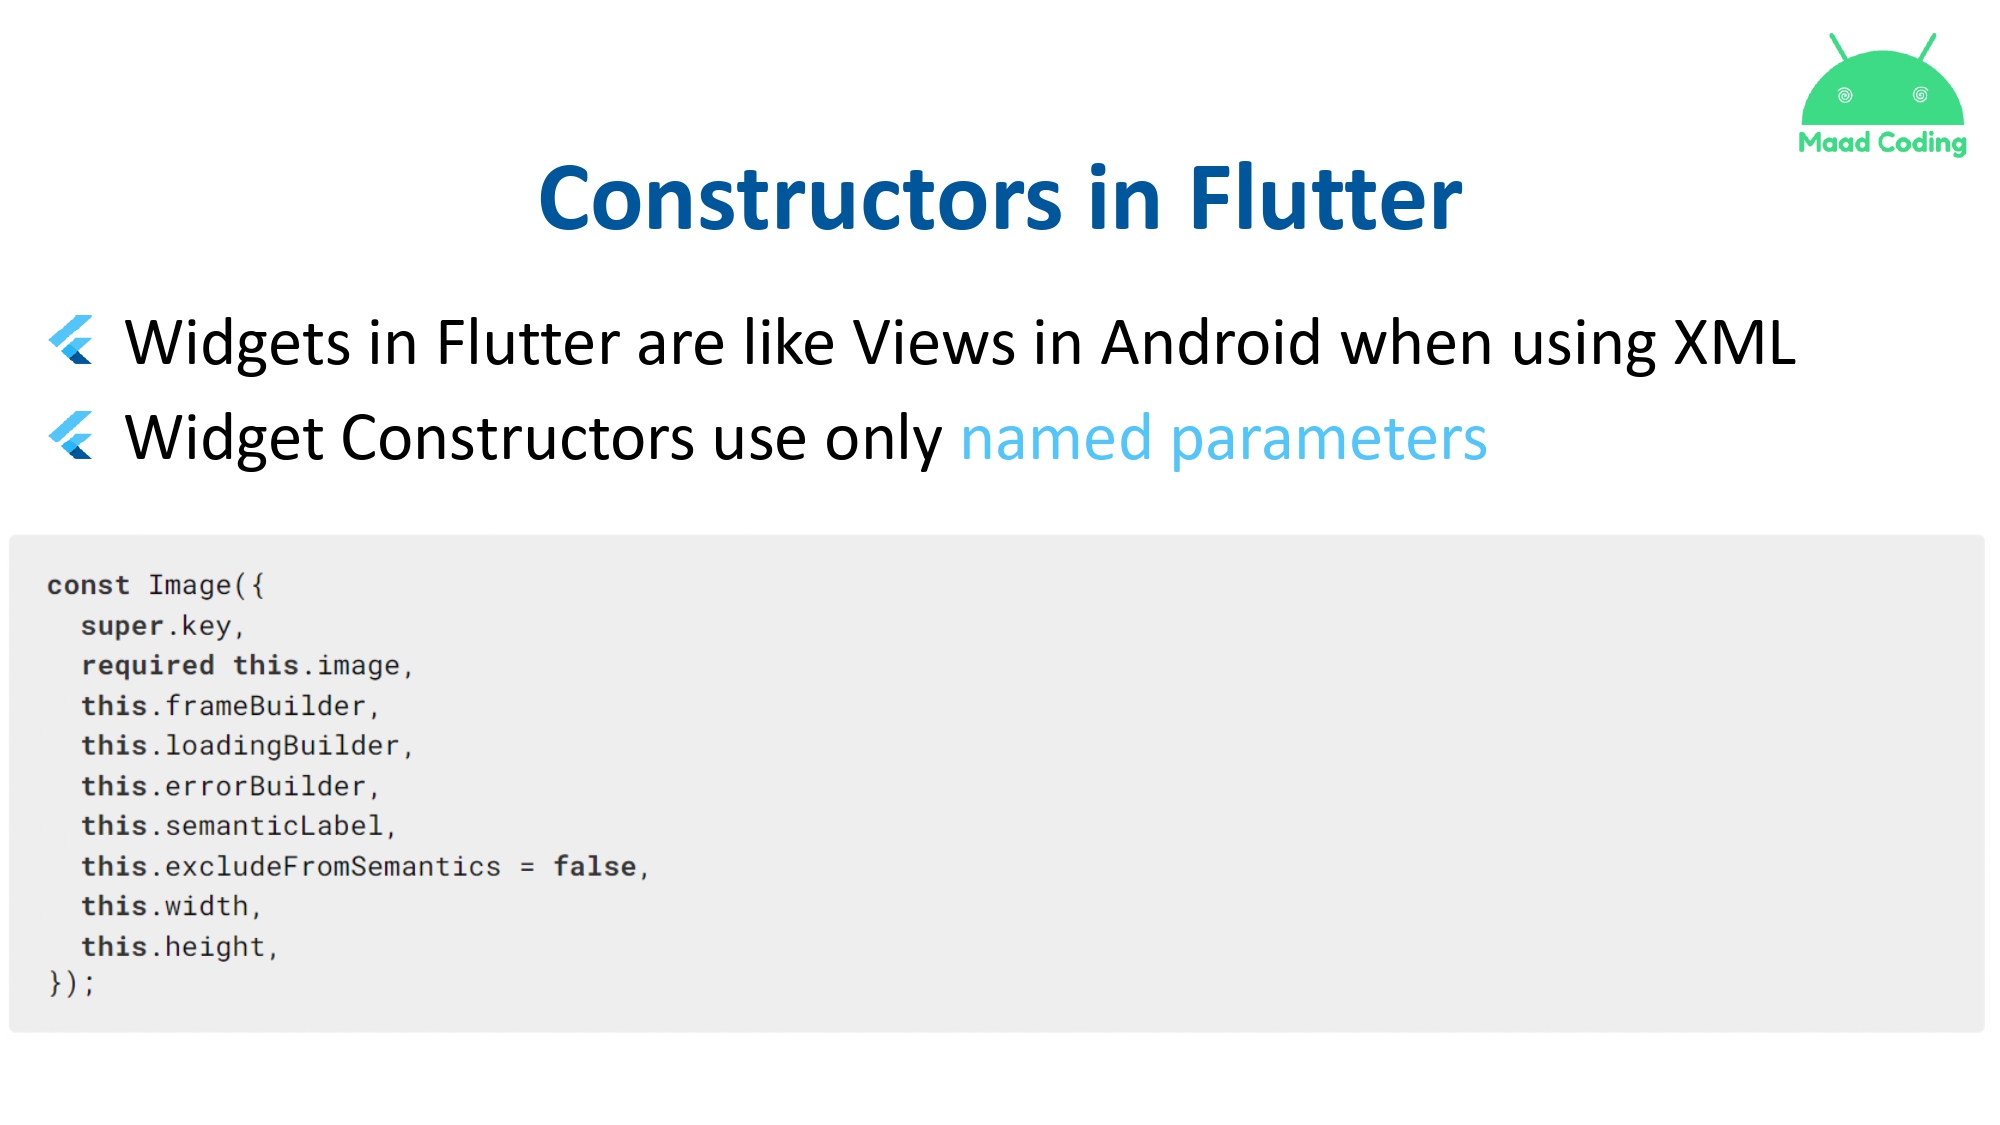 Maad Coding
Constructors in Flutter
Widgets in Flutter are like Views in Android when using XML
Widget Constructors use only named parameters
const Image({
  super.key,
  required this.image,
  this.frameBuilder,
  this.loadingBuilder,
  this.errorBuilder,
  this.semanticLabel,
  this.excludeFromSemantics = false,
  this.width,
  this.height,
});